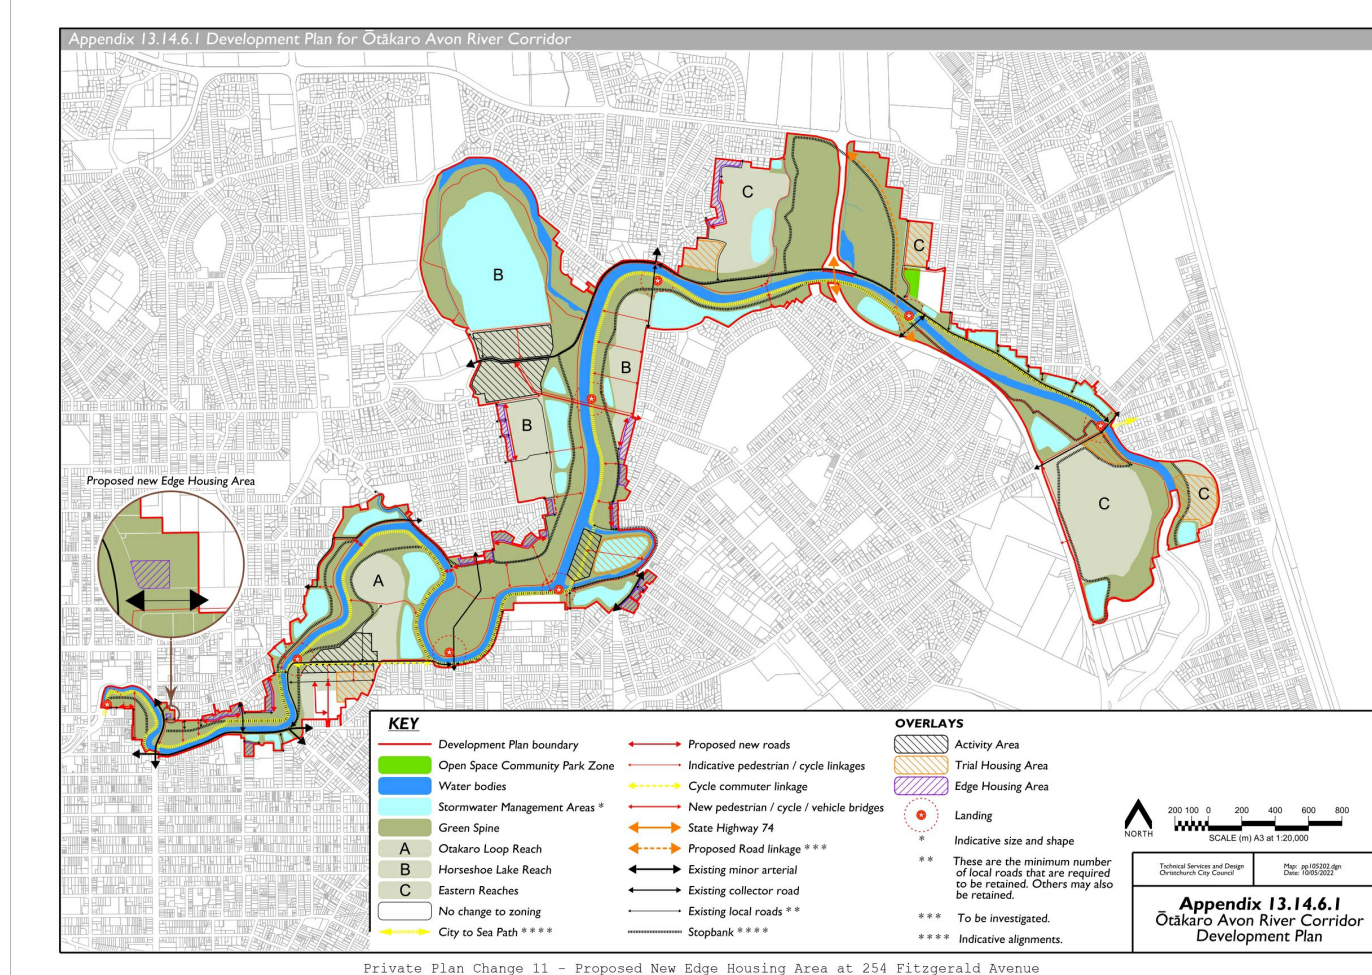 Appendix 13.14.6.1 Development Plan for Ōtākaro Avon River Corridor
C
C
B
B
B
C
C
Proposed new Edge Housing Area
A
KEY
Development Plan boundary
Open Space Community Park Zone
Water bodies
Stormwater Management Areas *
Green Spine
A Otakaro Loop Reach
B Horseshoe Lake Reach
C Eastern Reaches
No change to zoning
City to Sea Path ****
Proposed new roads
Indicative pedestrian / cycle linkages
Cycle commuter linkage
New pedestrian / cycle / vehicle bridges
State Highway 74
Proposed Road linkage ***
Existing minor arterial
Existing collector road
Existing local roads **
Stopbank ****
OVERLAYS
Activity Area
Trial Housing Area
Edge Housing Area
Landing
* Indicative size and shape
** These are the minimum number
of local roads that are required
to be retained. Others may also
be retained.
*** To be investigated.
**** Indicative alignments.
NORTH
200 100 0 200 400 600 800
SCALE (m) A3 at 1:20,000
Technical Services and Design
Christchurch City Council
Map: pp105202.dgn
Date: 10/05/2022
Appendix 13.14.6.1
Ōtākaro Avon River Corridor
Development Plan
Private Plan Change 11 - Proposed New Edge Housing Area at 254 Fitzgerald Avenue